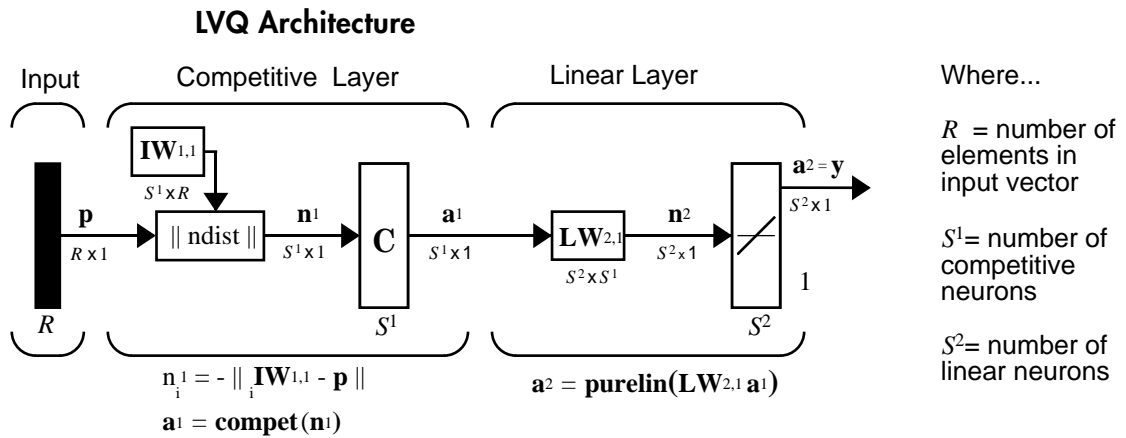 LVQ Architecture
Input
Competitive Layer
Linear Layer
Where...
R = number of
elements in
input vector
S¹= number of
competitive
neurons
S²= number of
linear neurons
IW1,1
S¹ x R
p
R x 1
|| ndist ||
n1
S¹ x 1
C
a1
S¹ x 1
LW2,1
S² x S¹
n2
S² x 1
a2 = y
S² x 1
1
R
S¹
S²
n i 1 = - || i IW1,1 - p ||
a1 = compet (n1)
a2 = purelin(LW2,1 a1)